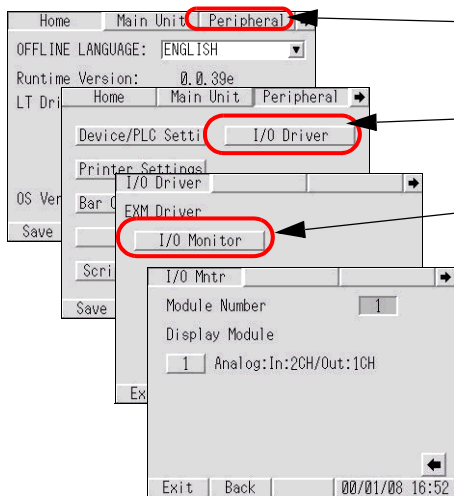 Home Main Unit Peripheral
OFFLINE LANGUAGE: ENGLISH
Runtime Version: 0.0.39e
LT Dri
OS Ver
Save
Home Main Unit Peripheral
Device/PLC Setti I/O Driver
Printer Settings
Bar
Scri
Save
I/O Driver
EXM Driver
I/O Monitor
Ex
I/O Mntr
Module Number 1
Display Module
1 Analog:In:2CH/Out:1CH
Exit Back 00/01/08 16:52